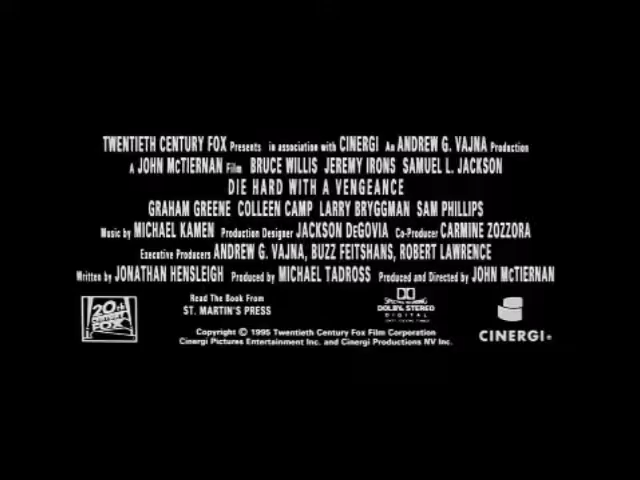 TWENTIETH CENTURY FOX Presents in association with CINERGI An ANDREW G. VAJNA Production
A JOHN McTIERNAN Film BRUCE WILLIS JEREMY IRONS SAMUEL L. JACKSON
DIE HARD WITH A VENGEANCE
GRAHAM GREENE COLLEEN CAMP LARRY BRYGGMAN SAM PHILLIPS
Music by MICHAEL KAMEN Production Designer JACKSON DeGOVIA Co-Producer CARMINE ZOZZORA
Executive Producers ANDREW G. VAJNA, BUZZ FEITSHANS, ROBERT LAWRENCE
Written by JONATHAN HENSLEIGH Produced by MICHAEL TADROSS Produced and Directed by JOHN McTIERNAN
20th
CENTURY
FOX
Read The Book From
ST. MARTIN'S PRESS
SPECTRAL RECORDING
DOLBY STEREO
DIGITAL
CINERGI
Copyright © 1995 Twentieth Century Fox Film Corporation
Cinergi Pictures Entertainment Inc. and Cinergi Productions NV Inc.